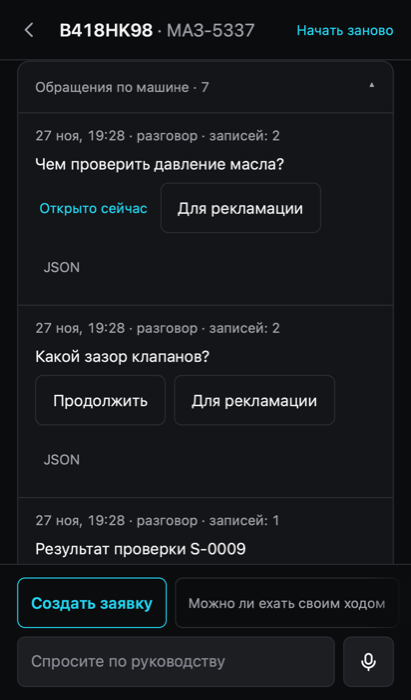 В418НК98 · МАЗ-5337
Начать заново
Обращения по машине · 7
27 ноя, 19:28 · разговор · записей: 2
Чем проверить давление масла?
Открыто сейчас
Для рекламации
JSON
27 ноя, 19:28 · разговор · записей: 2
Какой зазор клапанов?
Продолжить
Для рекламации
JSON
27 ноя, 19:28 · разговор · записей: 1
Результат проверки S-0009
Создать заявку
Можно ли ехать своим ходом
Спросите по руководству